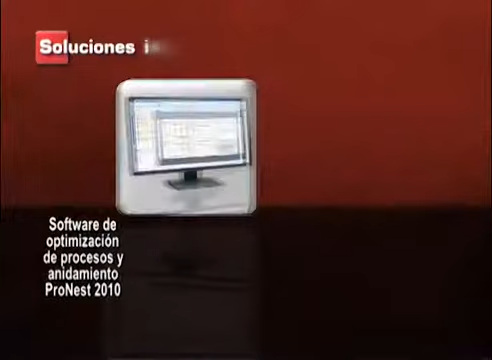 Soluciones i
Software de
optimización
de procesos y
anidamiento
ProNest 2010